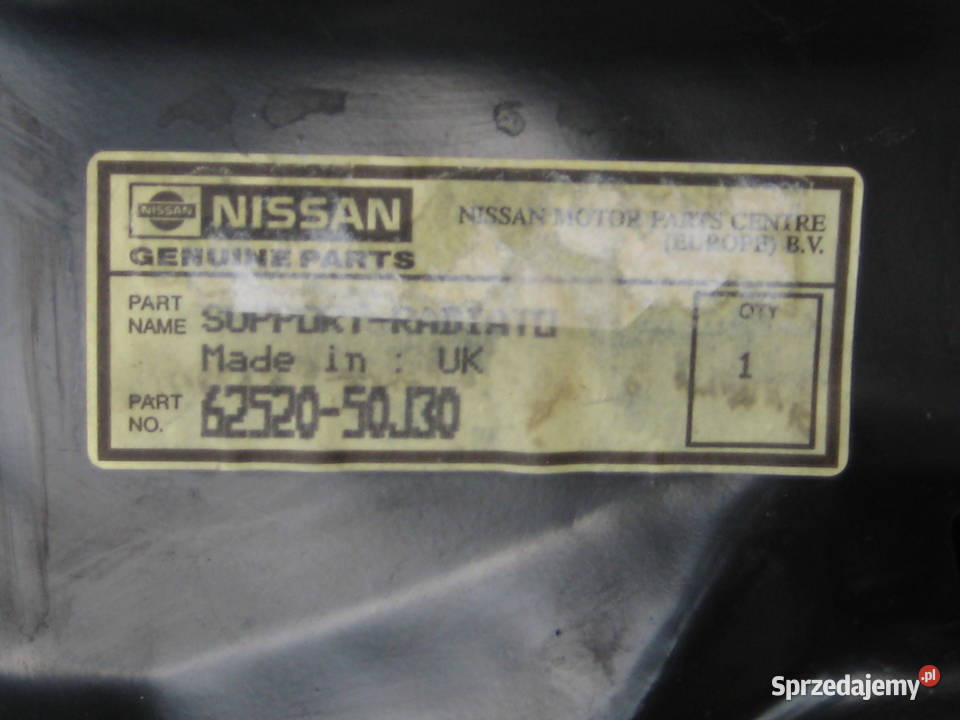 NISSAN NISSAN
GENUINE PARTS
NISSAN MOTOR PARTS CENTRE
(EUROPE) B.V.
PART NAME SUPPORT-RADIATO
Made in : UK
PART NO. 62520-50J30
QTY
1
Sprzedajemy.pl